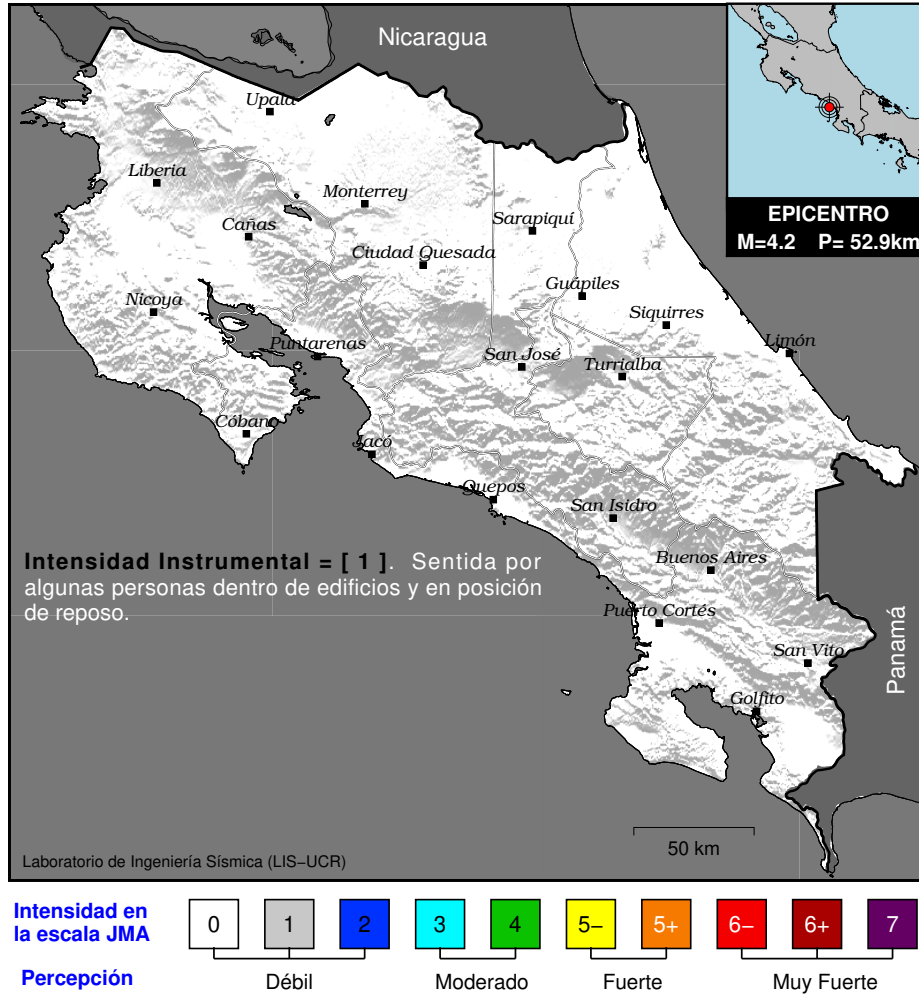 Nicaragua
Upala
Liberia
Monterrey
Cañas
Sarapiquí
Ciudad Quesada
Nicoya
Guápiles
Siquirres
Puntarenas
San José
Limón
Turrialba
Cóbano
Jacó
Quepos
San Isidro
Buenos Aires
Puerto Cortés
San Vito
Golfito
Panamá
EPICENTRO
M=4.2 P= 52.9km
Intensidad Instrumental = [ 1 ]. Sentida por
algunas personas dentro de edificios y en posición
de reposo.
50 km
Laboratorio de Ingeniería Sísmica (LIS−UCR)
Intensidad en
la escala JMA
0 1 2 3 4 5− 5+ 6− 6+ 7
Percepción
Débil Moderado Fuerte Muy Fuerte